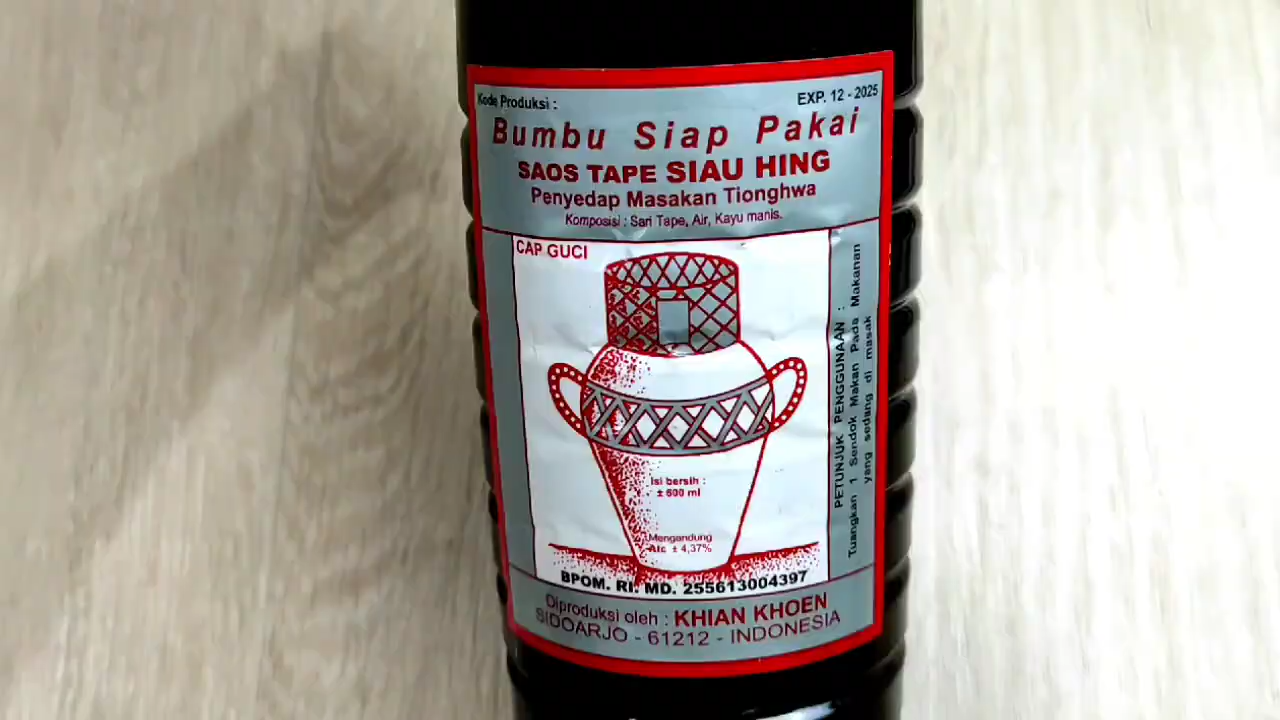 Kode Produksi :
EXP. 12 - 2025
Bumbu Siap Pakai
SAOS TAPE SIAU HING
Penyedap Masakan Tionghwa
Komposisi : Sari Tape, Air, Kayu manis.
CAP GUCI
Isi bersih :
± 600 ml
Mengandung
Alc ± 4,37%
BPOM. RI. MD. 255613004397
Diproduksi oleh : KHIAN KHOEN
SIDOARJO - 61212 - INDONESIA
PETUNJUK PENGGUNAAN :
Tuangkan 1 Sendok Makan Pada Makanan
yang sedang di masak